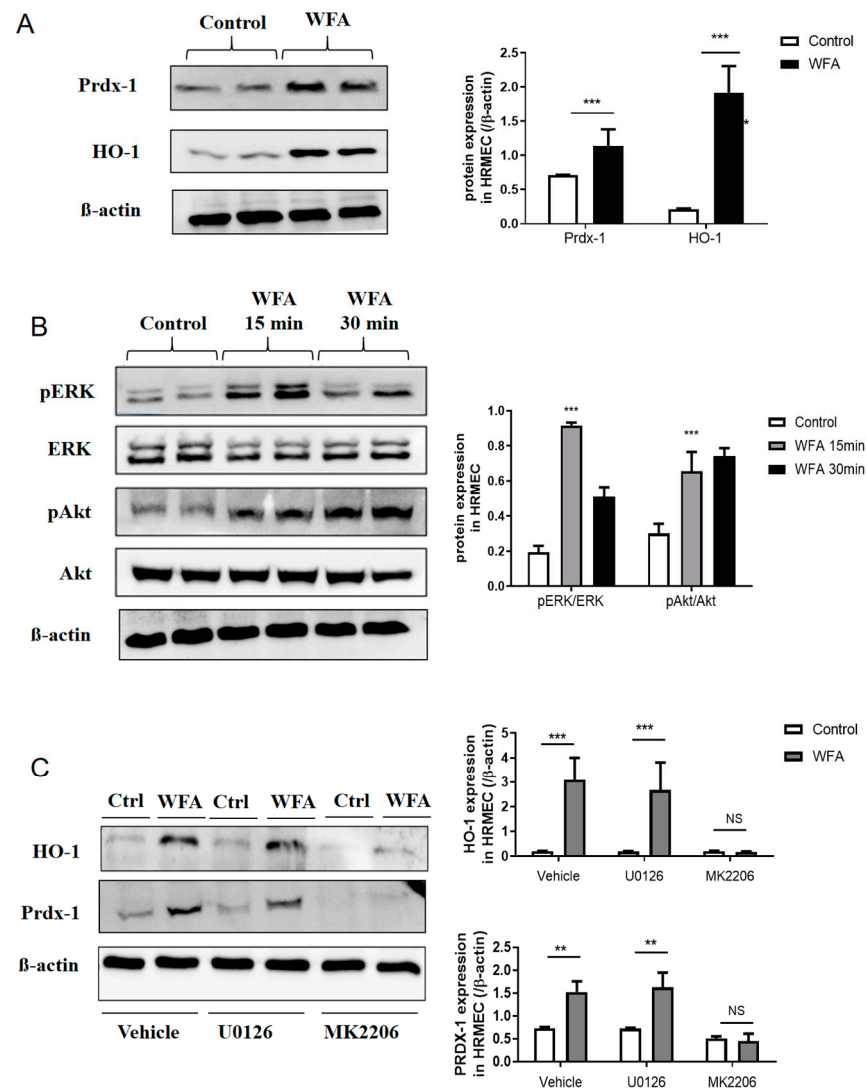 A
Control WFA
Prdx-1
HO-1
ß-actin
protein expression
in HRMEC (/β-actin)
2.5
2.0
1.5
1.0
0.5
0.0
***
***
*
Prdx-1 HO-1
Control
WFA
B
Control WFA 15 min WFA 30 min
pERK
ERK
pAkt
Akt
ß-actin
protein expression
in HRMEC
1.0
0.8
0.6
0.4
0.2
0.0
***
***
pERK/ERK pAkt/Akt
Control
WFA 15min
WFA 30min
C
Ctrl WFA Ctrl WFA Ctrl WFA
HO-1
Prdx-1
ß-actin
Vehicle U0126 MK2206
HO-1 expression
in HRMEC (/β-actin)
5
4
3
2
1
0
*** *** NS
Vehicle U0126 MK2206
Control
WFA
PRDX-1 expression
in HRMEC (/β-actin)
2.5
2.0
1.5
1.0
0.5
0.0
** ** NS
Vehicle U0126 MK2206